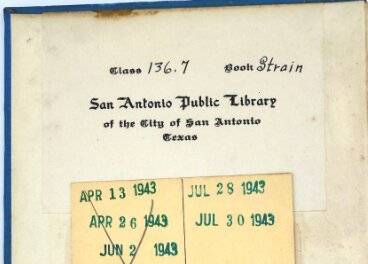 Class 136.7 Book Strain
San Antonio Public Library
of the City of San Antonio
Texas
APR 13 1943
APR 26 1943
JUN 2 1943
JUL 28 1943
JUL 30 1943